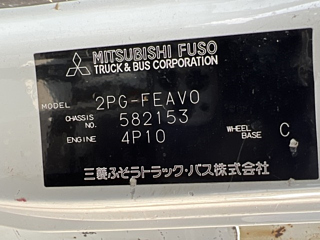 MITSUBISHI FUSO
TRUCK & BUS CORPORATION
MODEL 2PG-FEAV0
CHASSIS NO. 582153
ENGINE 4P10 WHEEL BASE C
三菱ふそうトラック・バス株式会社